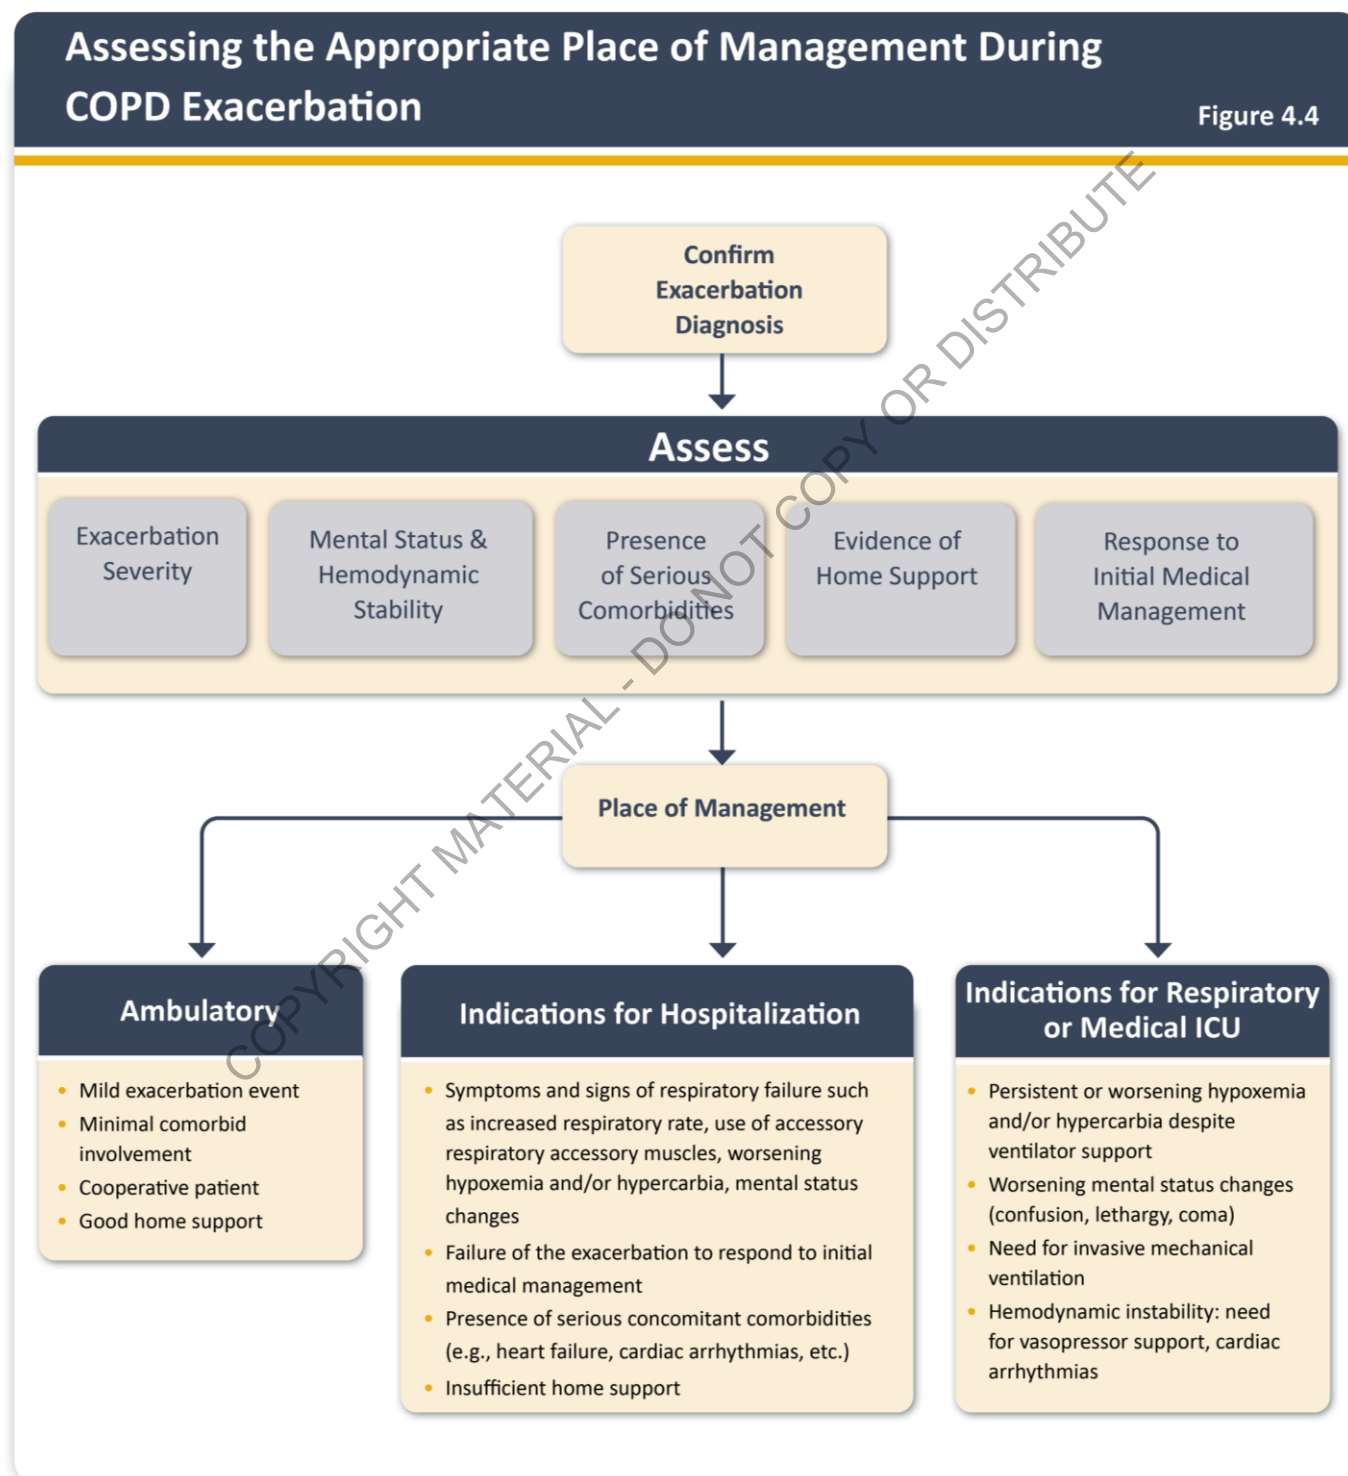 Assessing the Appropriate Place of Management During
COPD Exacerbation
Figure 4.4
Confirm
Exacerbation
Diagnosis
Assess
Exacerbation
Severity
Mental Status &
Hemodynamic
Stability
Presence
of Serious
Comorbidities
Evidence of
Home Support
Response to
Initial Medical
Management
Place of Management
Ambulatory
• Mild exacerbation event
• Minimal comorbid
involvement
• Cooperative patient
• Good home support
Indications for Hospitalization
• Symptoms and signs of respiratory failure such
as increased respiratory rate, use of accessory
respiratory accessory muscles, worsening
hypoxemia and/or hypercarbia, mental status
changes
• Failure of the exacerbation to respond to initial
medical management
• Presence of serious concomitant comorbidities
(e.g., heart failure, cardiac arrhythmias, etc.)
• Insufficient home support
Indications for Respiratory
or Medical ICU
• Persistent or worsening hypoxemia
and/or hypercarbia despite
ventilator support
• Worsening mental status changes
(confusion, lethargy, coma)
• Need for invasive mechanical
ventilation
• Hemodynamic instability: need
for vasopressor support, cardiac
arrhythmias
COPYRIGHT MATERIAL - DO NOT COPY OR DISTRIBUTE